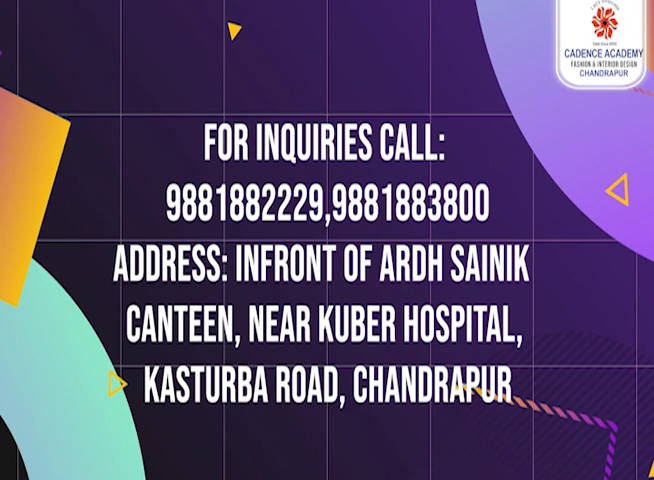 CADENCE ACADEMY
FASHION & INTERIOR DESIGN
CHANDRAPUR
FOR INQUIRIES CALL:
9881882229,9881883800
ADDRESS: INFRONT OF ARDH SAINIK
CANTEEN, NEAR KUBER HOSPITAL,
KASTURBA ROAD, CHANDRAPUR